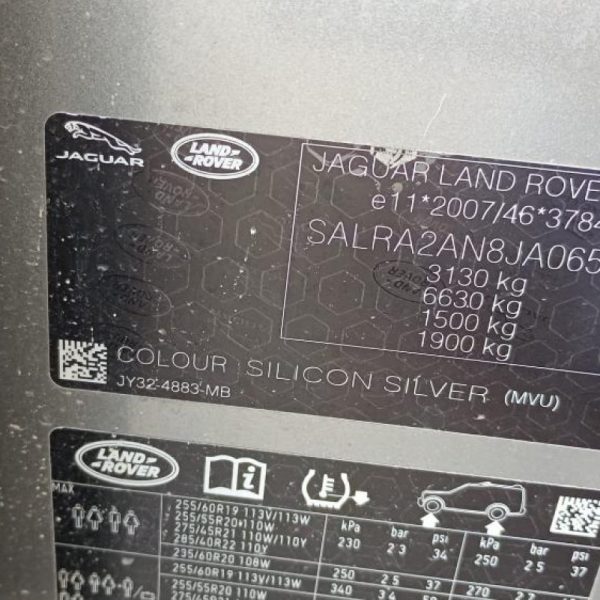 JAGUAR
LAND ROVER
JAGUAR LAND ROVE
e11*2007/46*3784
SALRA2AN8JA065
3130 kg
6630 kg
1500 kg
1900 kg
COLOUR : SILICON SILVER (MVU)
JY32-4883-MB
LAND ROVER
MAX
kPa bar psi kPa bar psi
255/60R19 113V/113W
255/55R20 110W
275/45R21 110W/110Y
285/40R22 110Y
230 2 3 34 250 2 5 37
235/60R20 108W
255/60R19 113V/113W 250 2 5 37 270 2 7
255/55R20 110W 340 3 4